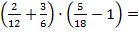 (2/12 + 3/6) · (5/18 − 1) =